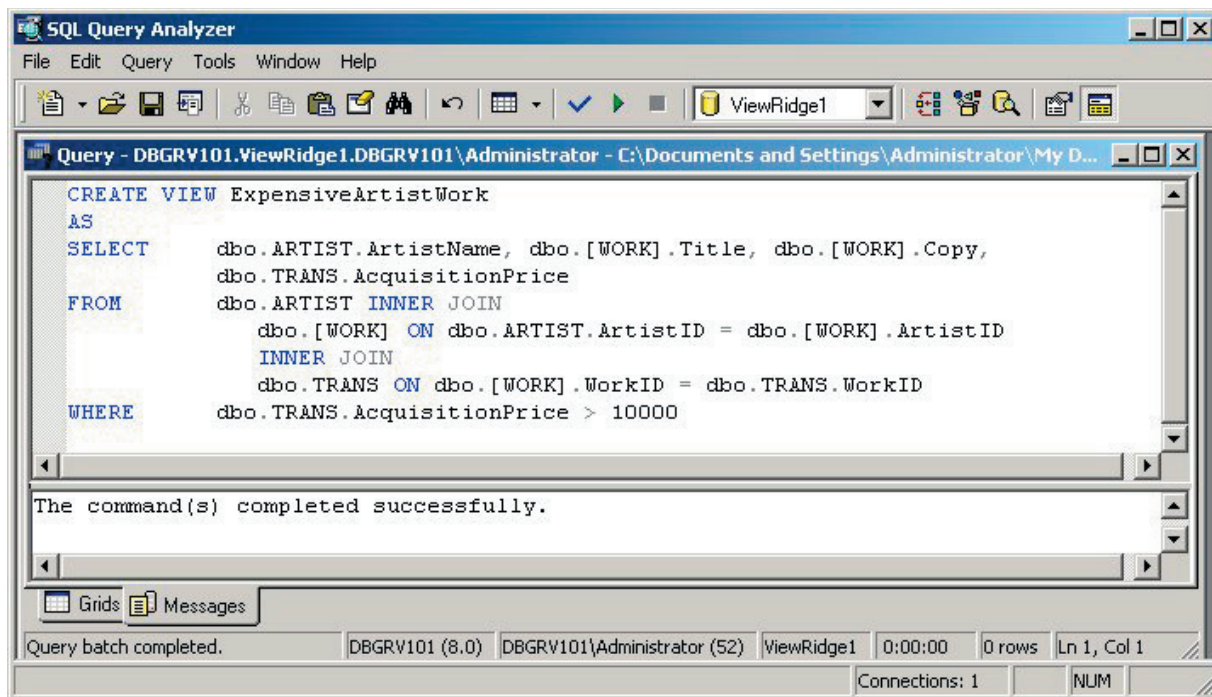 SQL Query Analyzer
File Edit Query Tools Window Help
ViewRidge1
Query - DBGRV101.ViewRidge1.DBGRV101\Administrator - C:\Documents and Settings\Administrator\My D...
CREATE VIEW ExpensiveArtistWork
AS
SELECT dbo.ARTIST.ArtistName, dbo.[WORK].Title, dbo.[WORK].Copy,
dbo.TRANS.AcquisitionPrice
FROM dbo.ARTIST INNER JOIN
dbo.[WORK] ON dbo.ARTIST.ArtistID = dbo.[WORK].ArtistID
INNER JOIN
dbo.TRANS ON dbo.[WORK].WorkID = dbo.TRANS.WorkID
WHERE dbo.TRANS.AcquisitionPrice > 10000
The command(s) completed successfully.
Grids Messages
Query batch completed. DBGRV101 (8.0) DBGRV101\Administrator (52) ViewRidge1 0:00:00 0 rows Ln 1, Col 1
Connections: 1 NUM